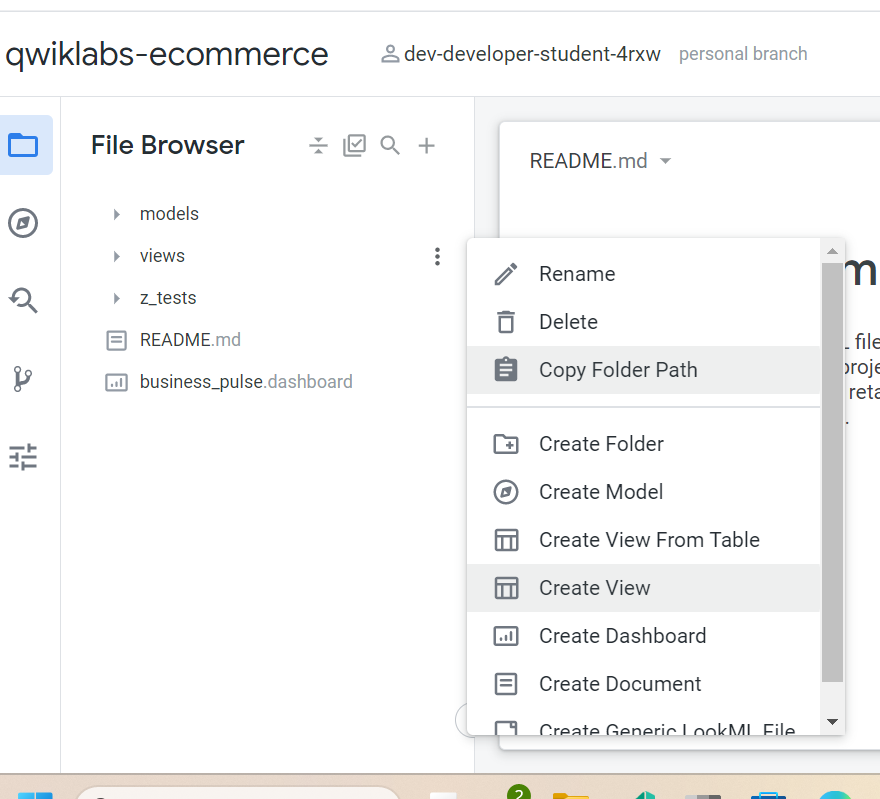 qwiklabs-ecommerce
dev-developer-student-4rxw personal branch
File Browser
models
views
z_tests
README.md
business_pulse.dashboard
README.md
m
file
proje
reta
.
Rename
Delete
Copy Folder Path
Create Folder
Create Model
Create View From Table
Create View
Create Dashboard
Create Document
Create Generic LookML File
2